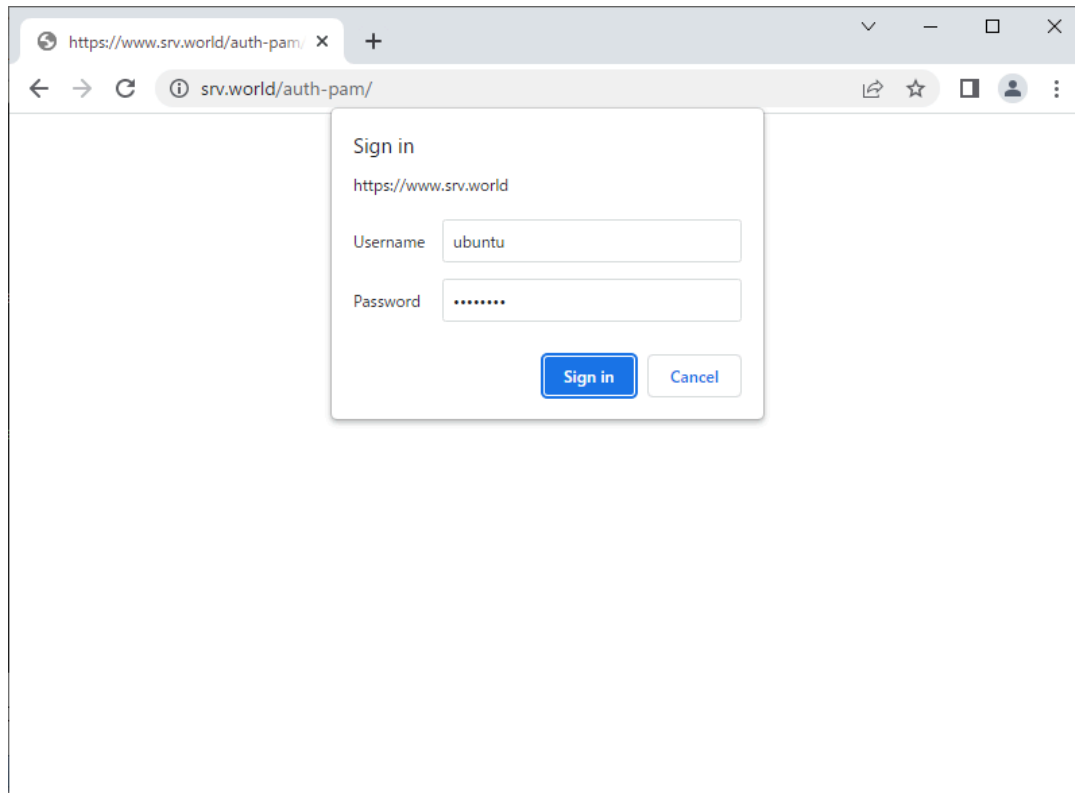 https://www.srv.world/auth-pam/
srv.world/auth-pam/
Sign in
https://www.srv.world
Username ubuntu
Password ••••••••
Sign in Cancel